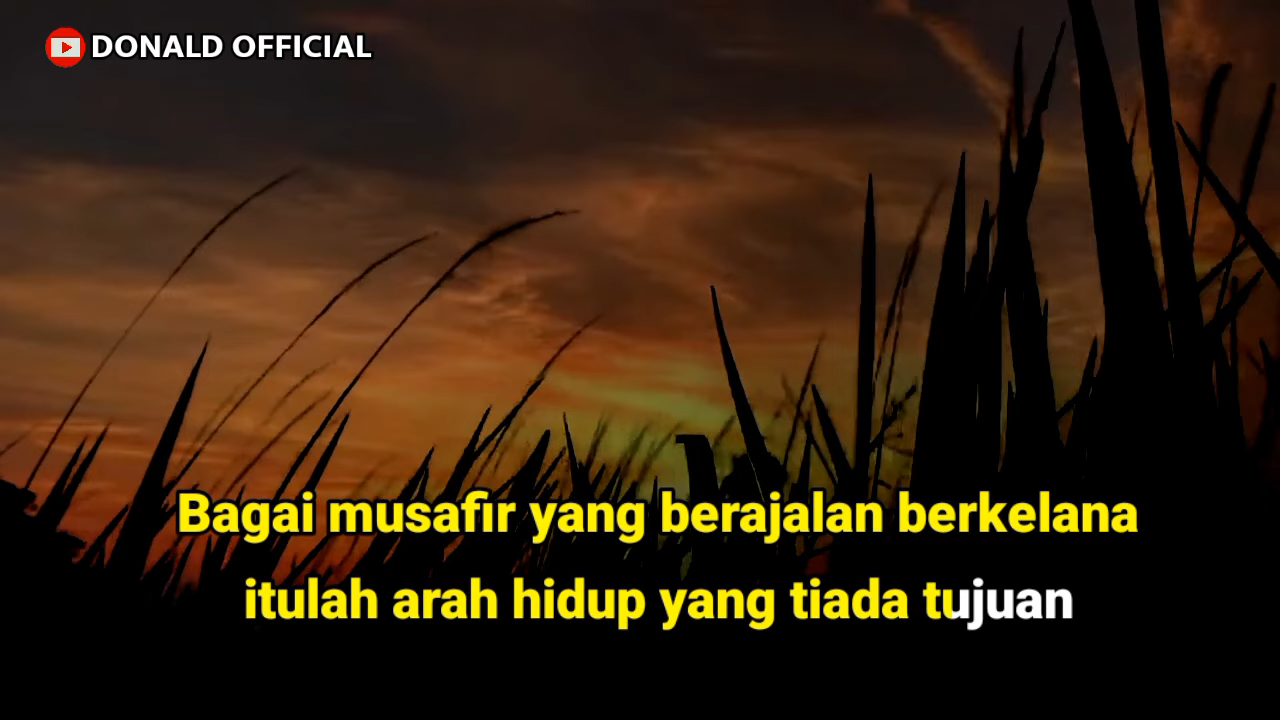 DONALD OFFICIAL
Bagai musafir yang berajalan berkelana
itulah arah hidup yang tiada tujuan